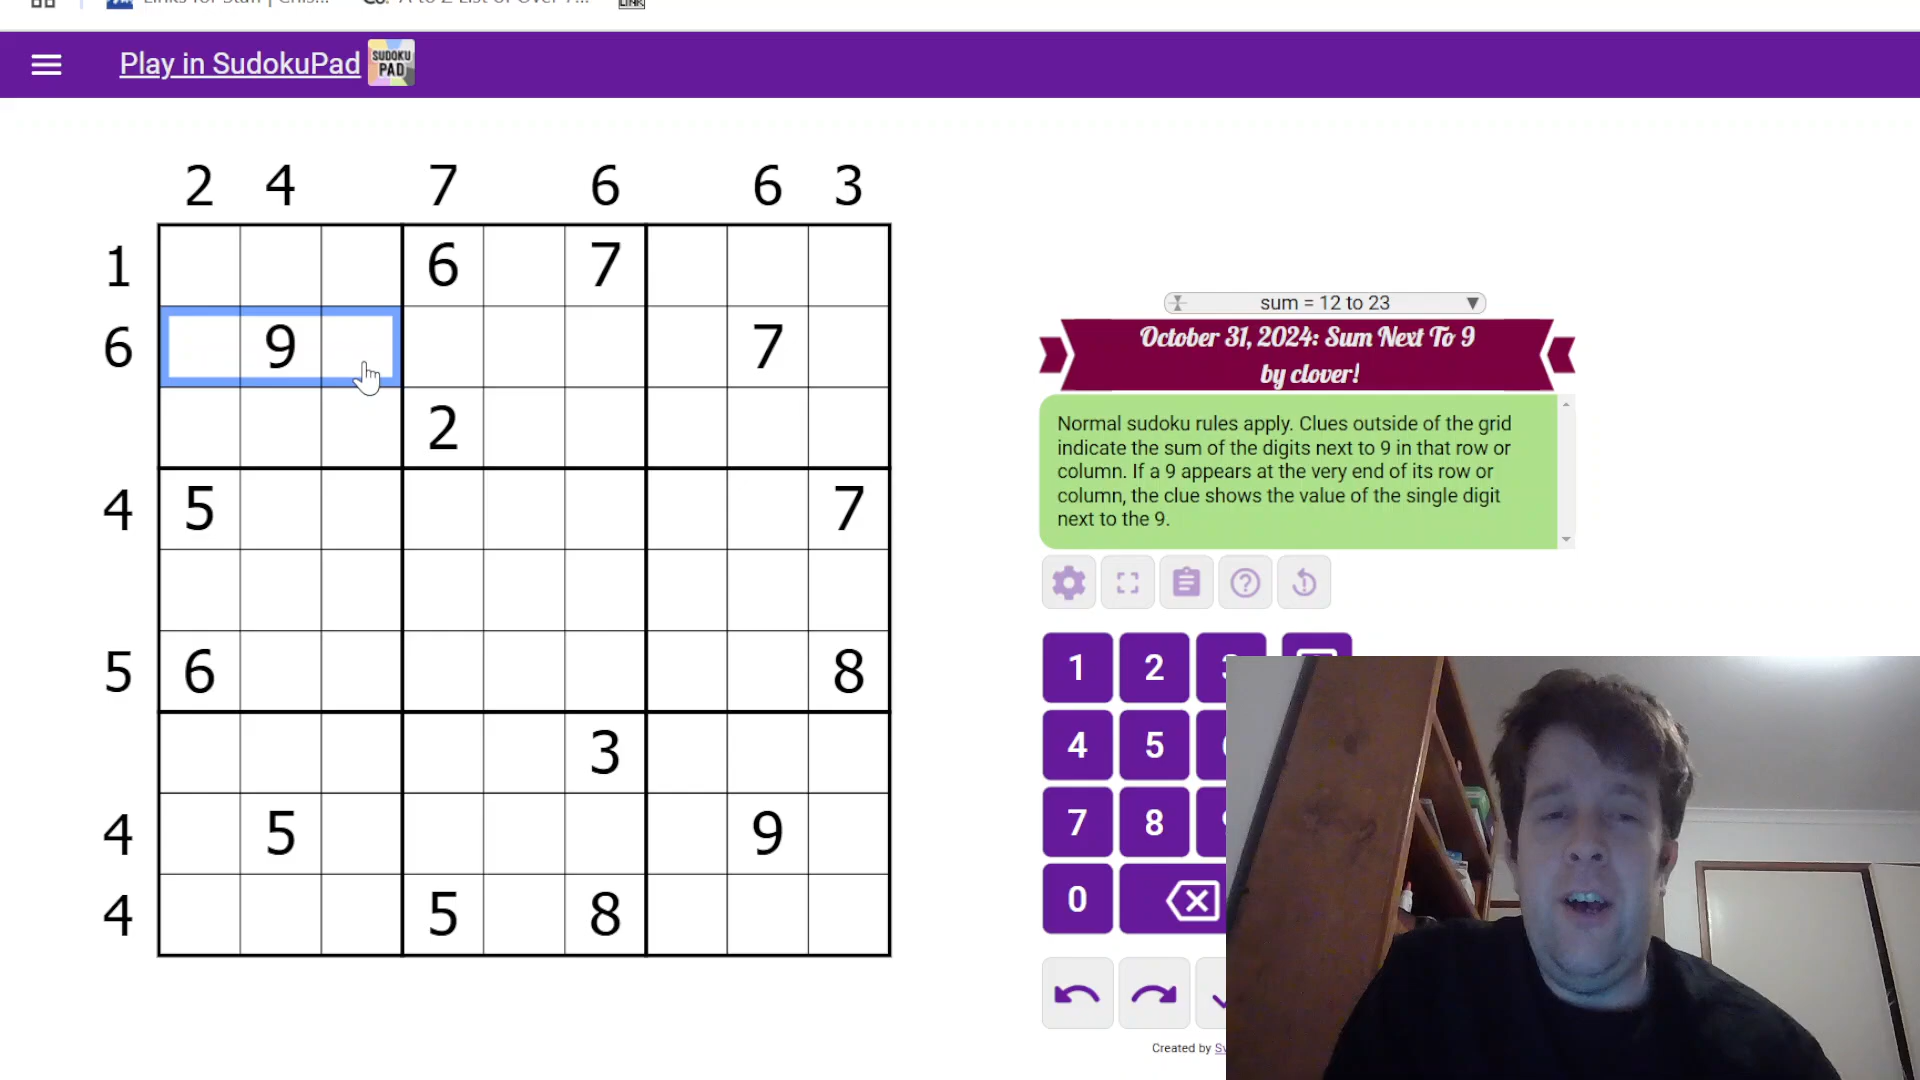 Play in SudokuPad SUDOKU PAD
2 4 7 6 6 3
1 6 7
6 9 7
2
4 5 7
5 6 8
3
4 5 9
4 5 8
sum = 12 to 23
October 31, 2024: Sum Next To 9
by clover!
Normal sudoku rules apply. Clues outside of the grid
indicate the sum of the digits next to 9 in that row or
column. If a 9 appears at the very end of its row or
column, the clue shows the value of the single digit
next to the 9.
1 2
4 5
7 8
0
Created by